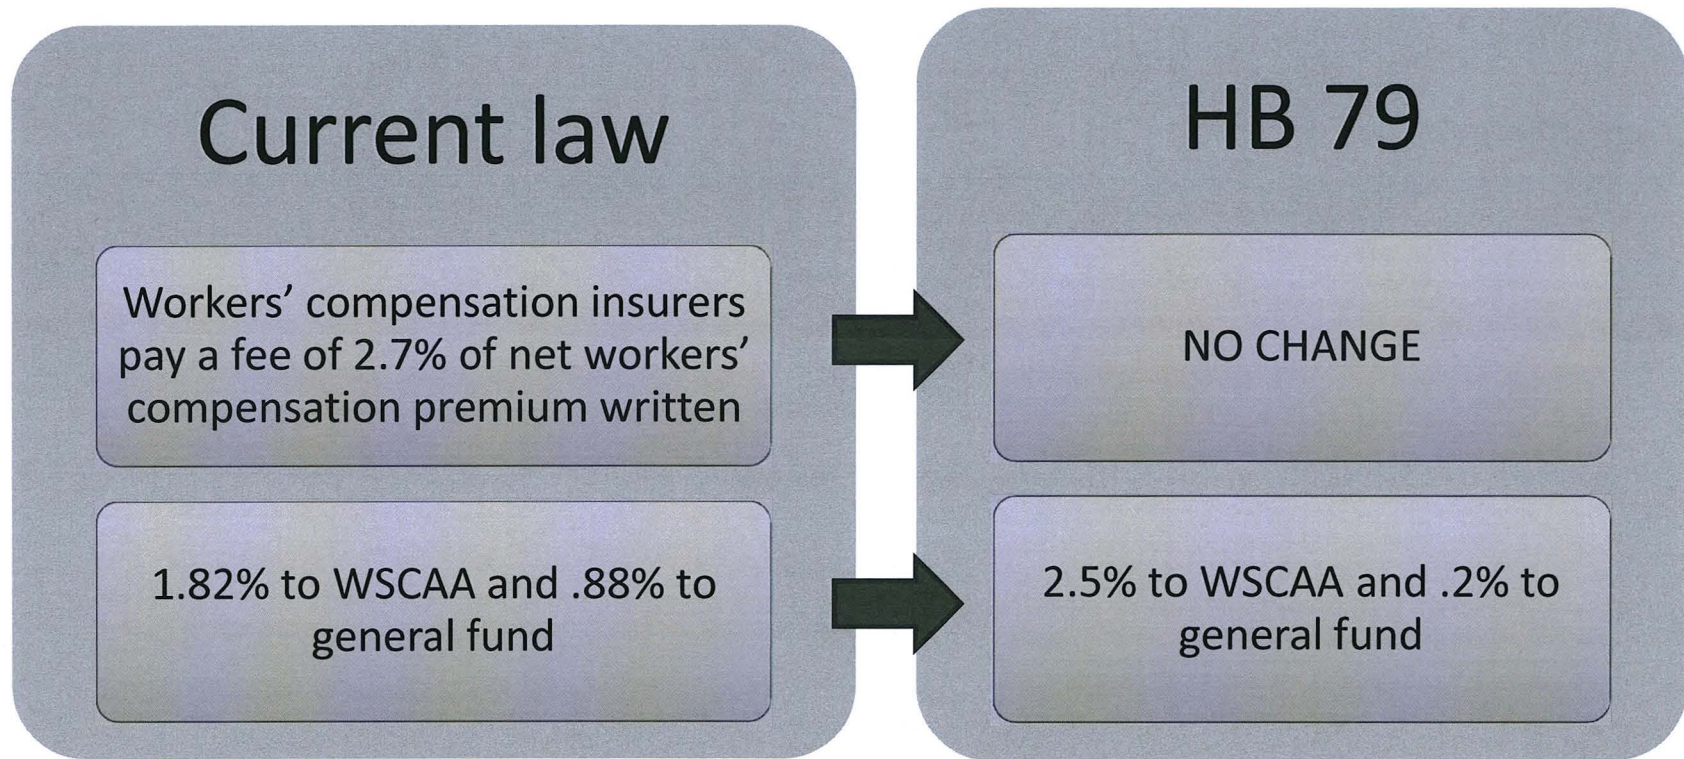 Current law
Workers’ compensation insurers
pay a fee of 2.7% of net workers’
compensation premium written
1.82% to WSCAA and .88% to
general fund
HB 79
NO CHANGE
2.5% to WSCAA and .2% to
general fund